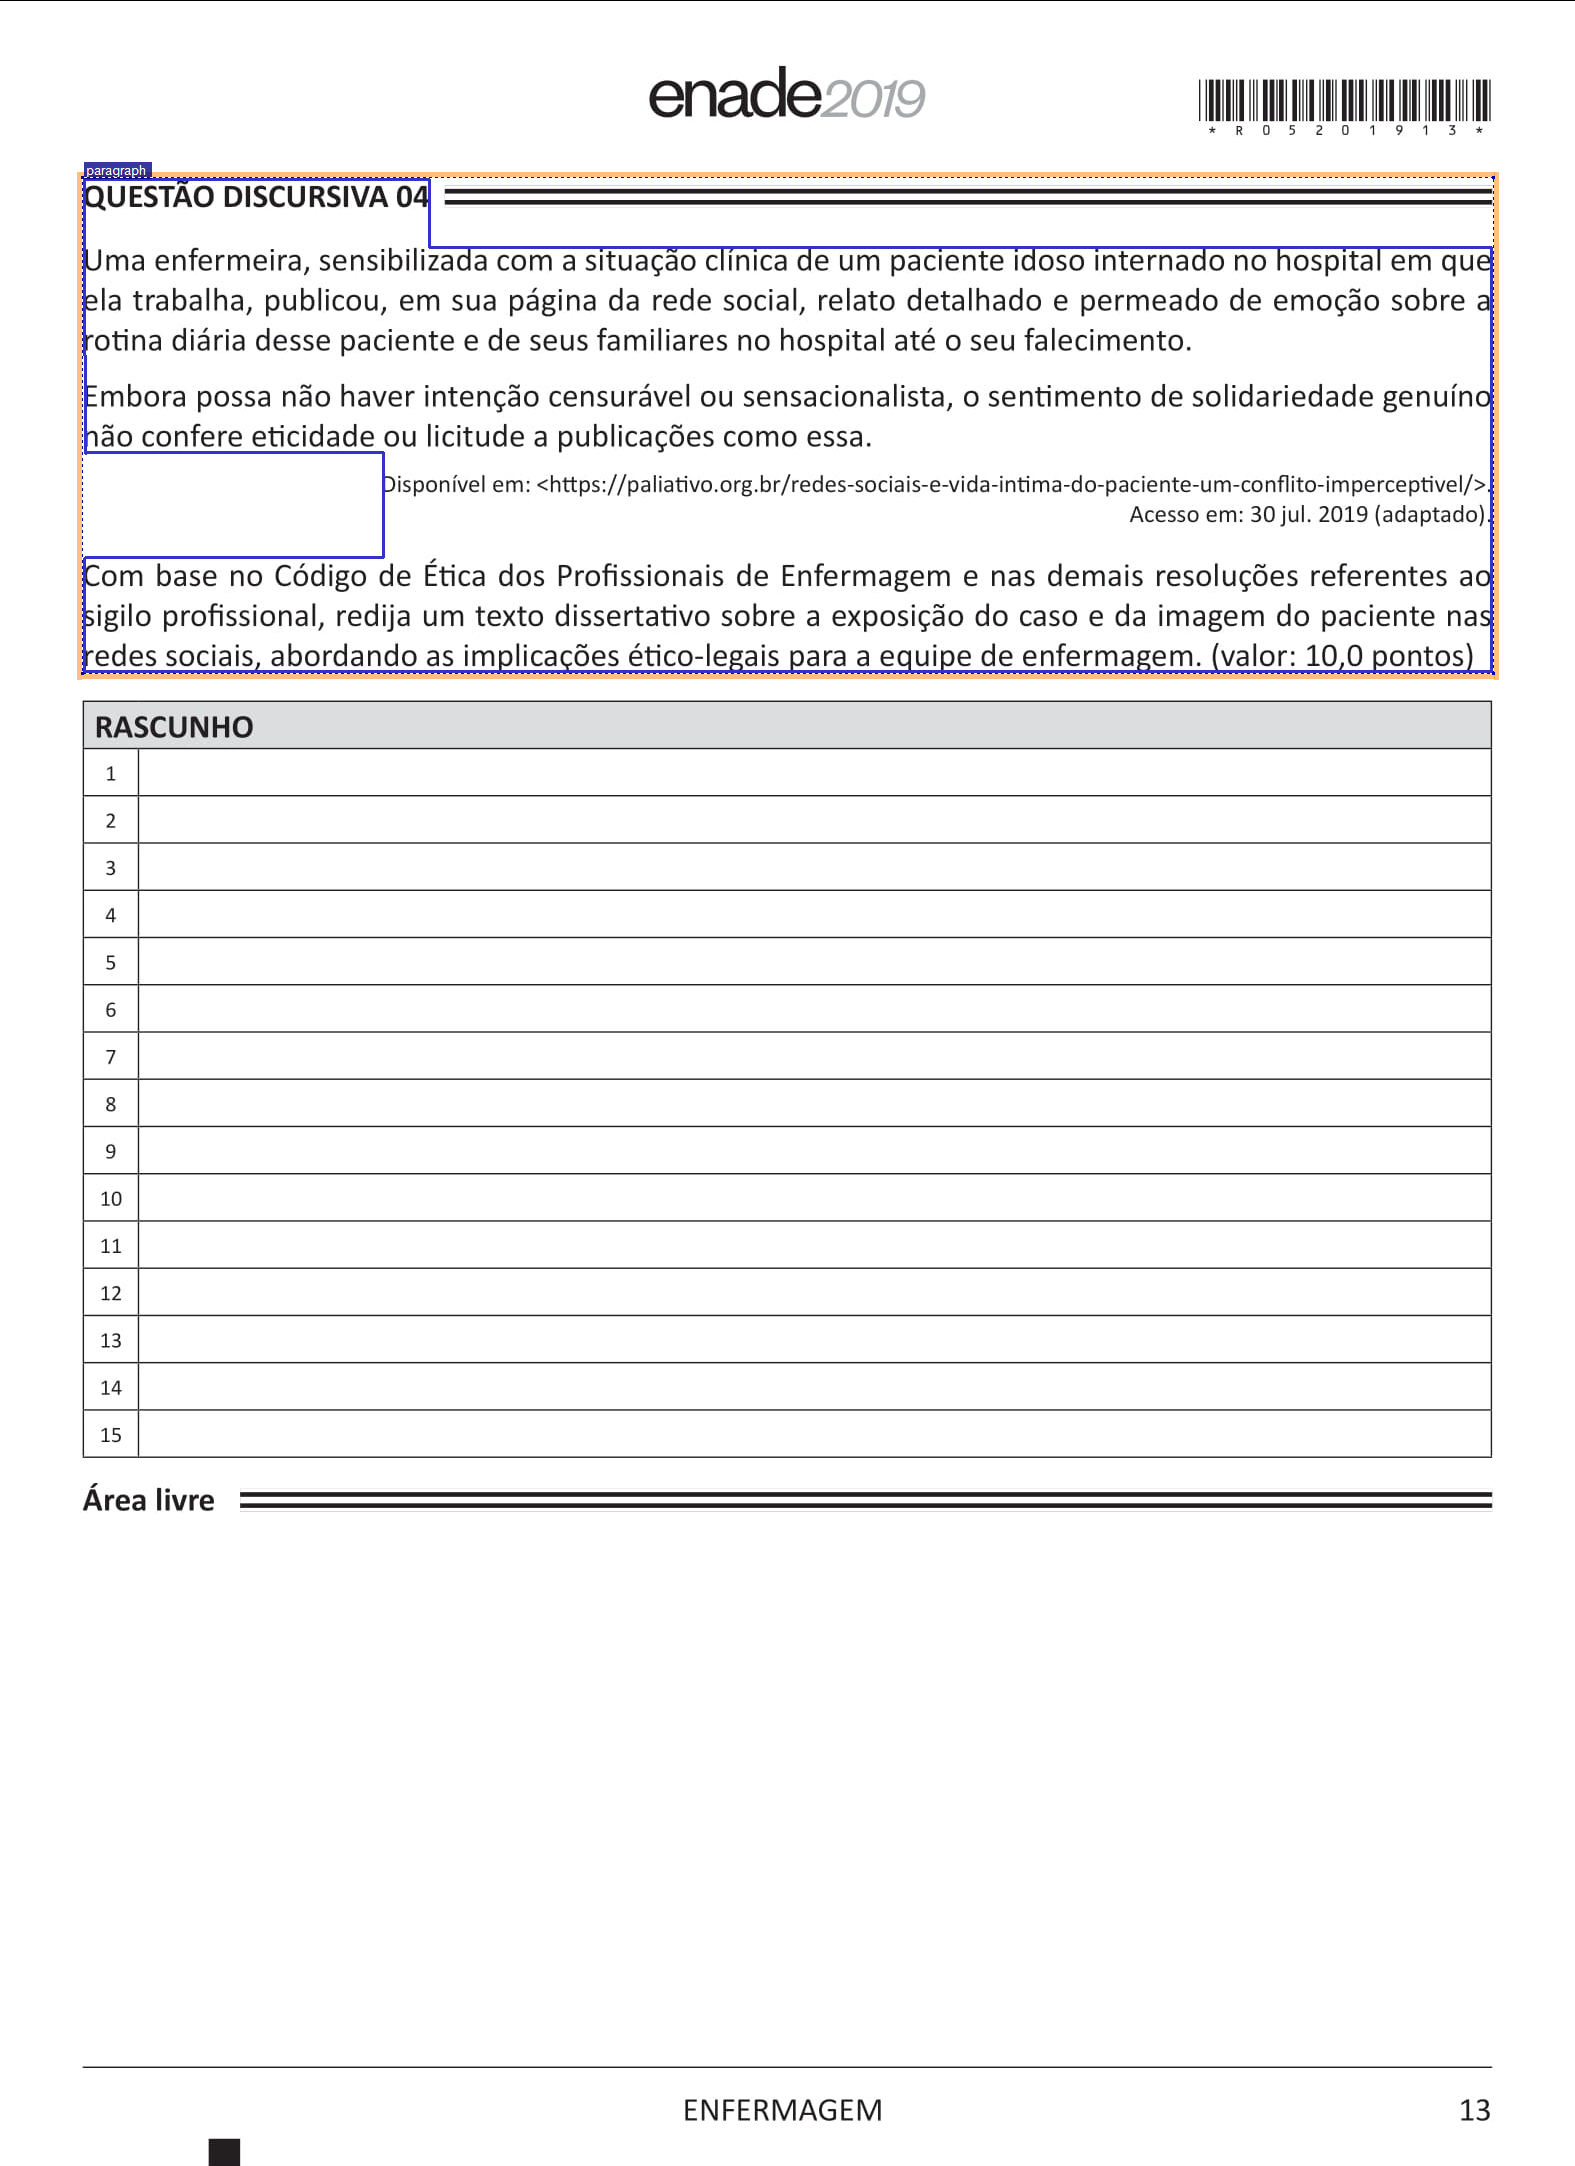 enade2019
*R05201913*
paragraph
QUESTÃO DISCURSIVA 04
Uma enfermeira, sensibilizada com a situação clínica de um paciente idoso internado no hospital em que
ela trabalha, publicou, em sua página da rede social, relato detalhado e permeado de emoção sobre a
rotina diária desse paciente e de seus familiares no hospital até o seu falecimento.
Embora possa não haver intenção censurável ou sensacionalista, o sentimento de solidariedade genuíno
não confere eticidade ou licitude a publicações como essa.
Disponível em: <https://paliativo.org.br/redes-sociais-e-vida-intima-do-paciente-um-conflito-imperceptivel/>.
Acesso em: 30 jul. 2019 (adaptado).
Com base no Código de Ética dos Profissionais de Enfermagem e nas demais resoluções referentes ao
sigilo profissional, redija um texto dissertativo sobre a exposição do caso e da imagem do paciente nas
redes sociais, abordando as implicações ético-legais para a equipe de enfermagem. (valor: 10,0 pontos)
RASCUNHO
1
2
3
4
5
6
7
8
9
10
11
12
13
14
15
Área livre
ENFERMAGEM
13